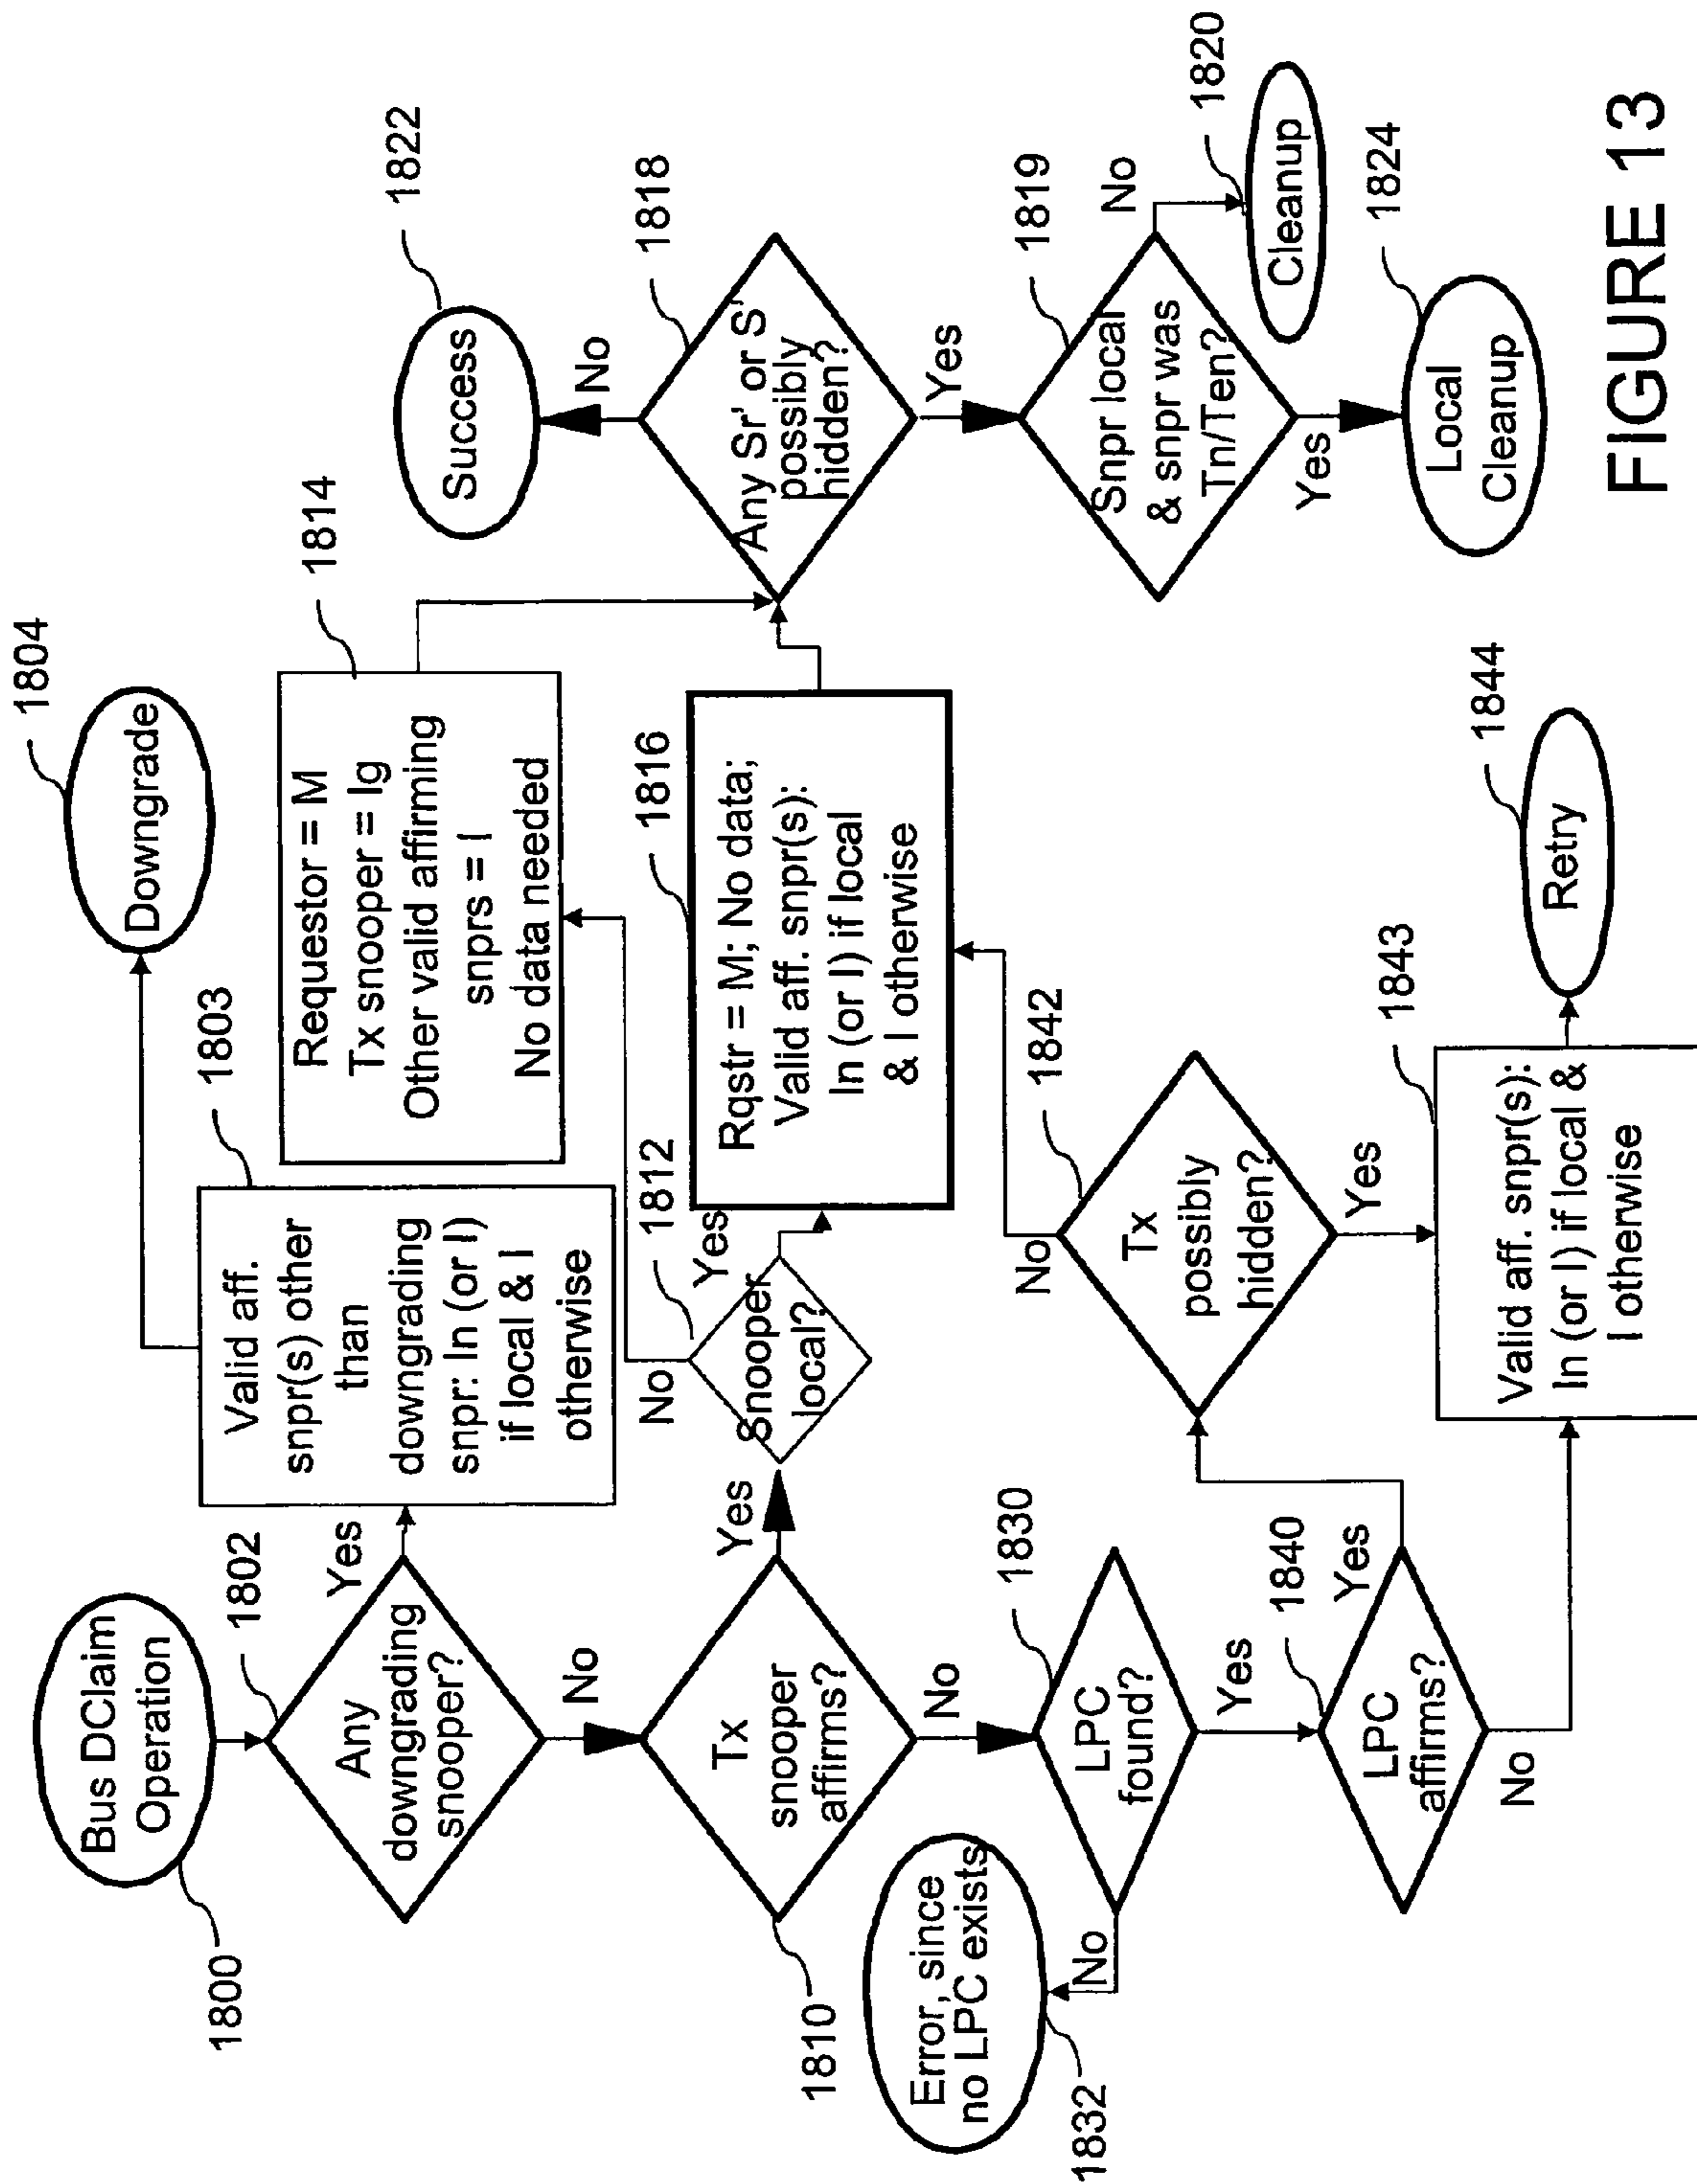 Bus DClaim
Operation
1800
Any
downgrading
snooper?
1802
Yes
No
Valid aff.
snpr(s) other
than
downgrading
snpr: In (or I)
if local & I
otherwise
1803
Downgrade
1804
Tx
snooper
affirms?
1810
Yes
No
Snooper
local?
1812
No
Yes
Requestor = M
Tx snooper = Ig
Other valid affirming
snprs = I
No data needed
1814
Rqstr = M; No data;
Valid aff. snpr(s):
In (or I) if local
& I otherwise
1816
Any Sr' or S'
possibly
hidden?
1818
No
Yes
Success
1822
Snpr local
& snpr was
Tn/Ten?
1819
No
Yes
Cleanup
1820
Local
Cleanup
1824
LPC
found?
1830
No
Yes
Error, since
no LPC exists
1832
LPC
affirms?
1840
Yes
No
Tx
possibly
hidden?
1842
No
Yes
Valid aff. snpr(s):
In (or I) if local &
I otherwise
1843
Retry
1844
FIGURE 13